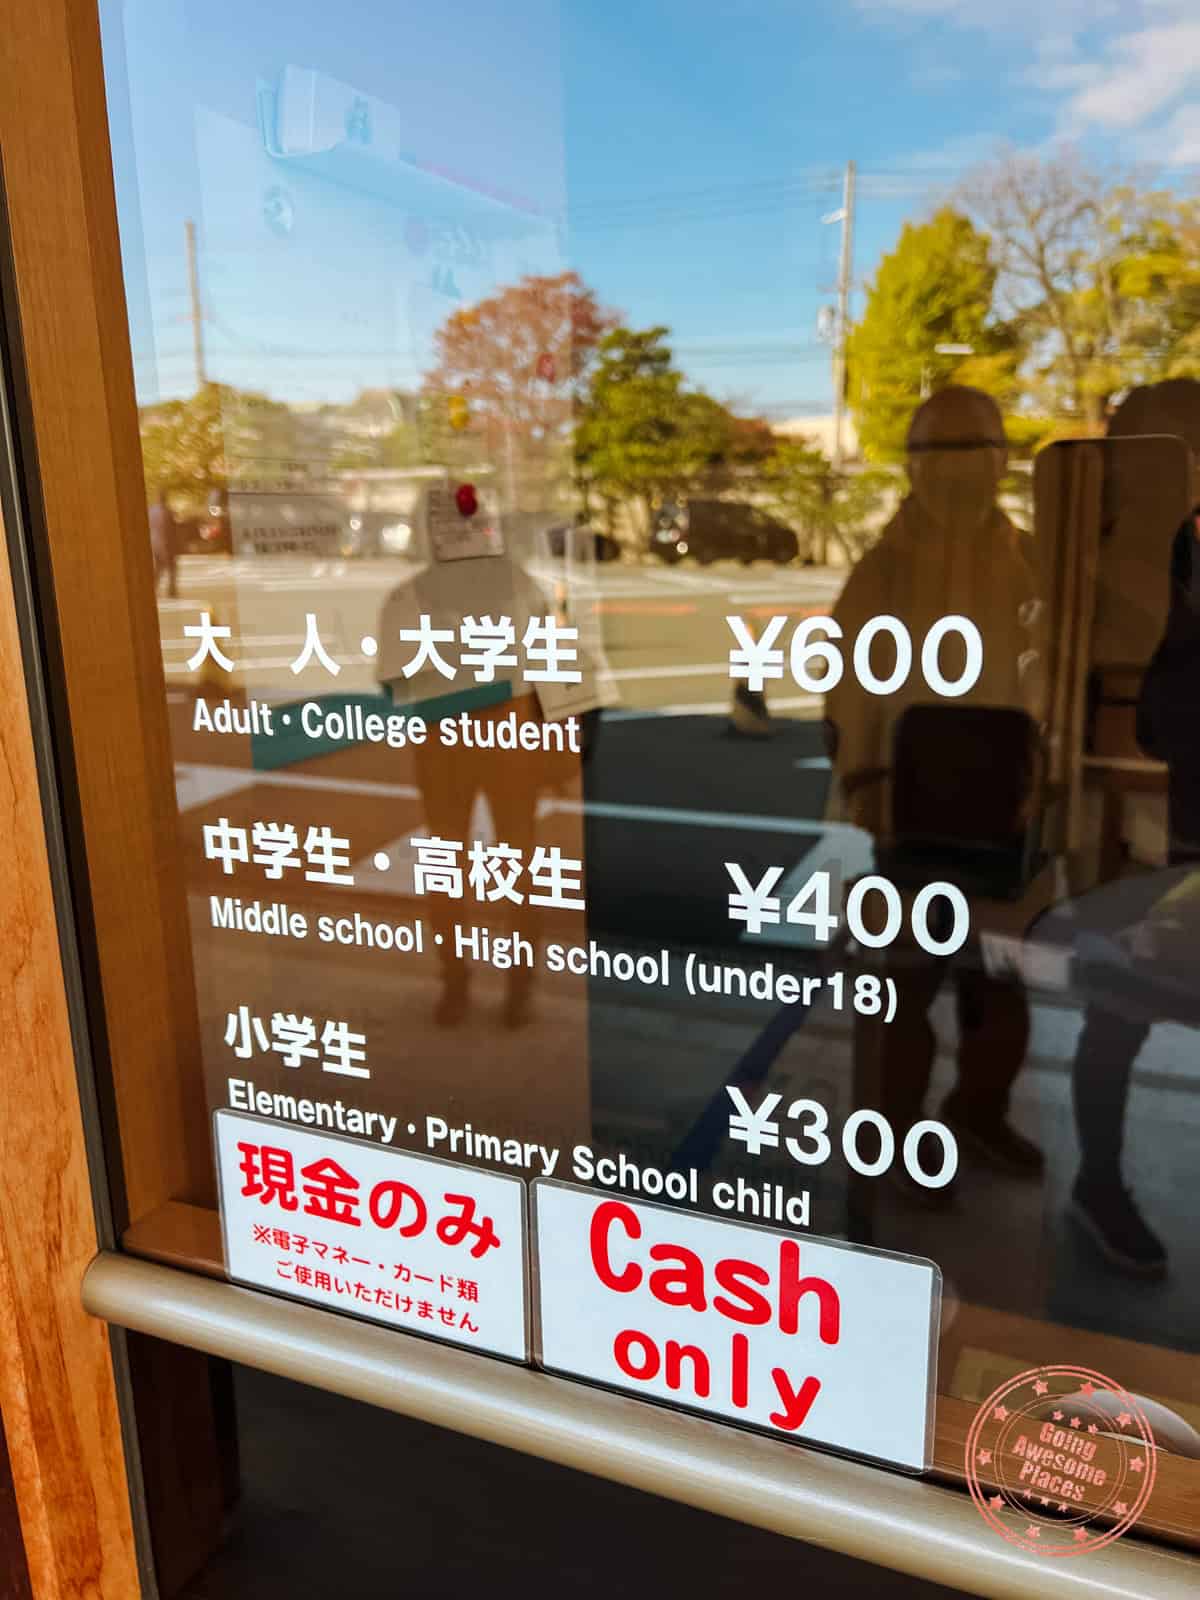 大　人・大学生 ¥600
Adult・College student
中学生・高校生 ¥400
Middle school・High school (under18)
小学生 ¥300
Elementary・Primary School child
現金のみ
※電子マネー・カード類
ご使用いただけません
Cash
only
Going
Awesome
Places